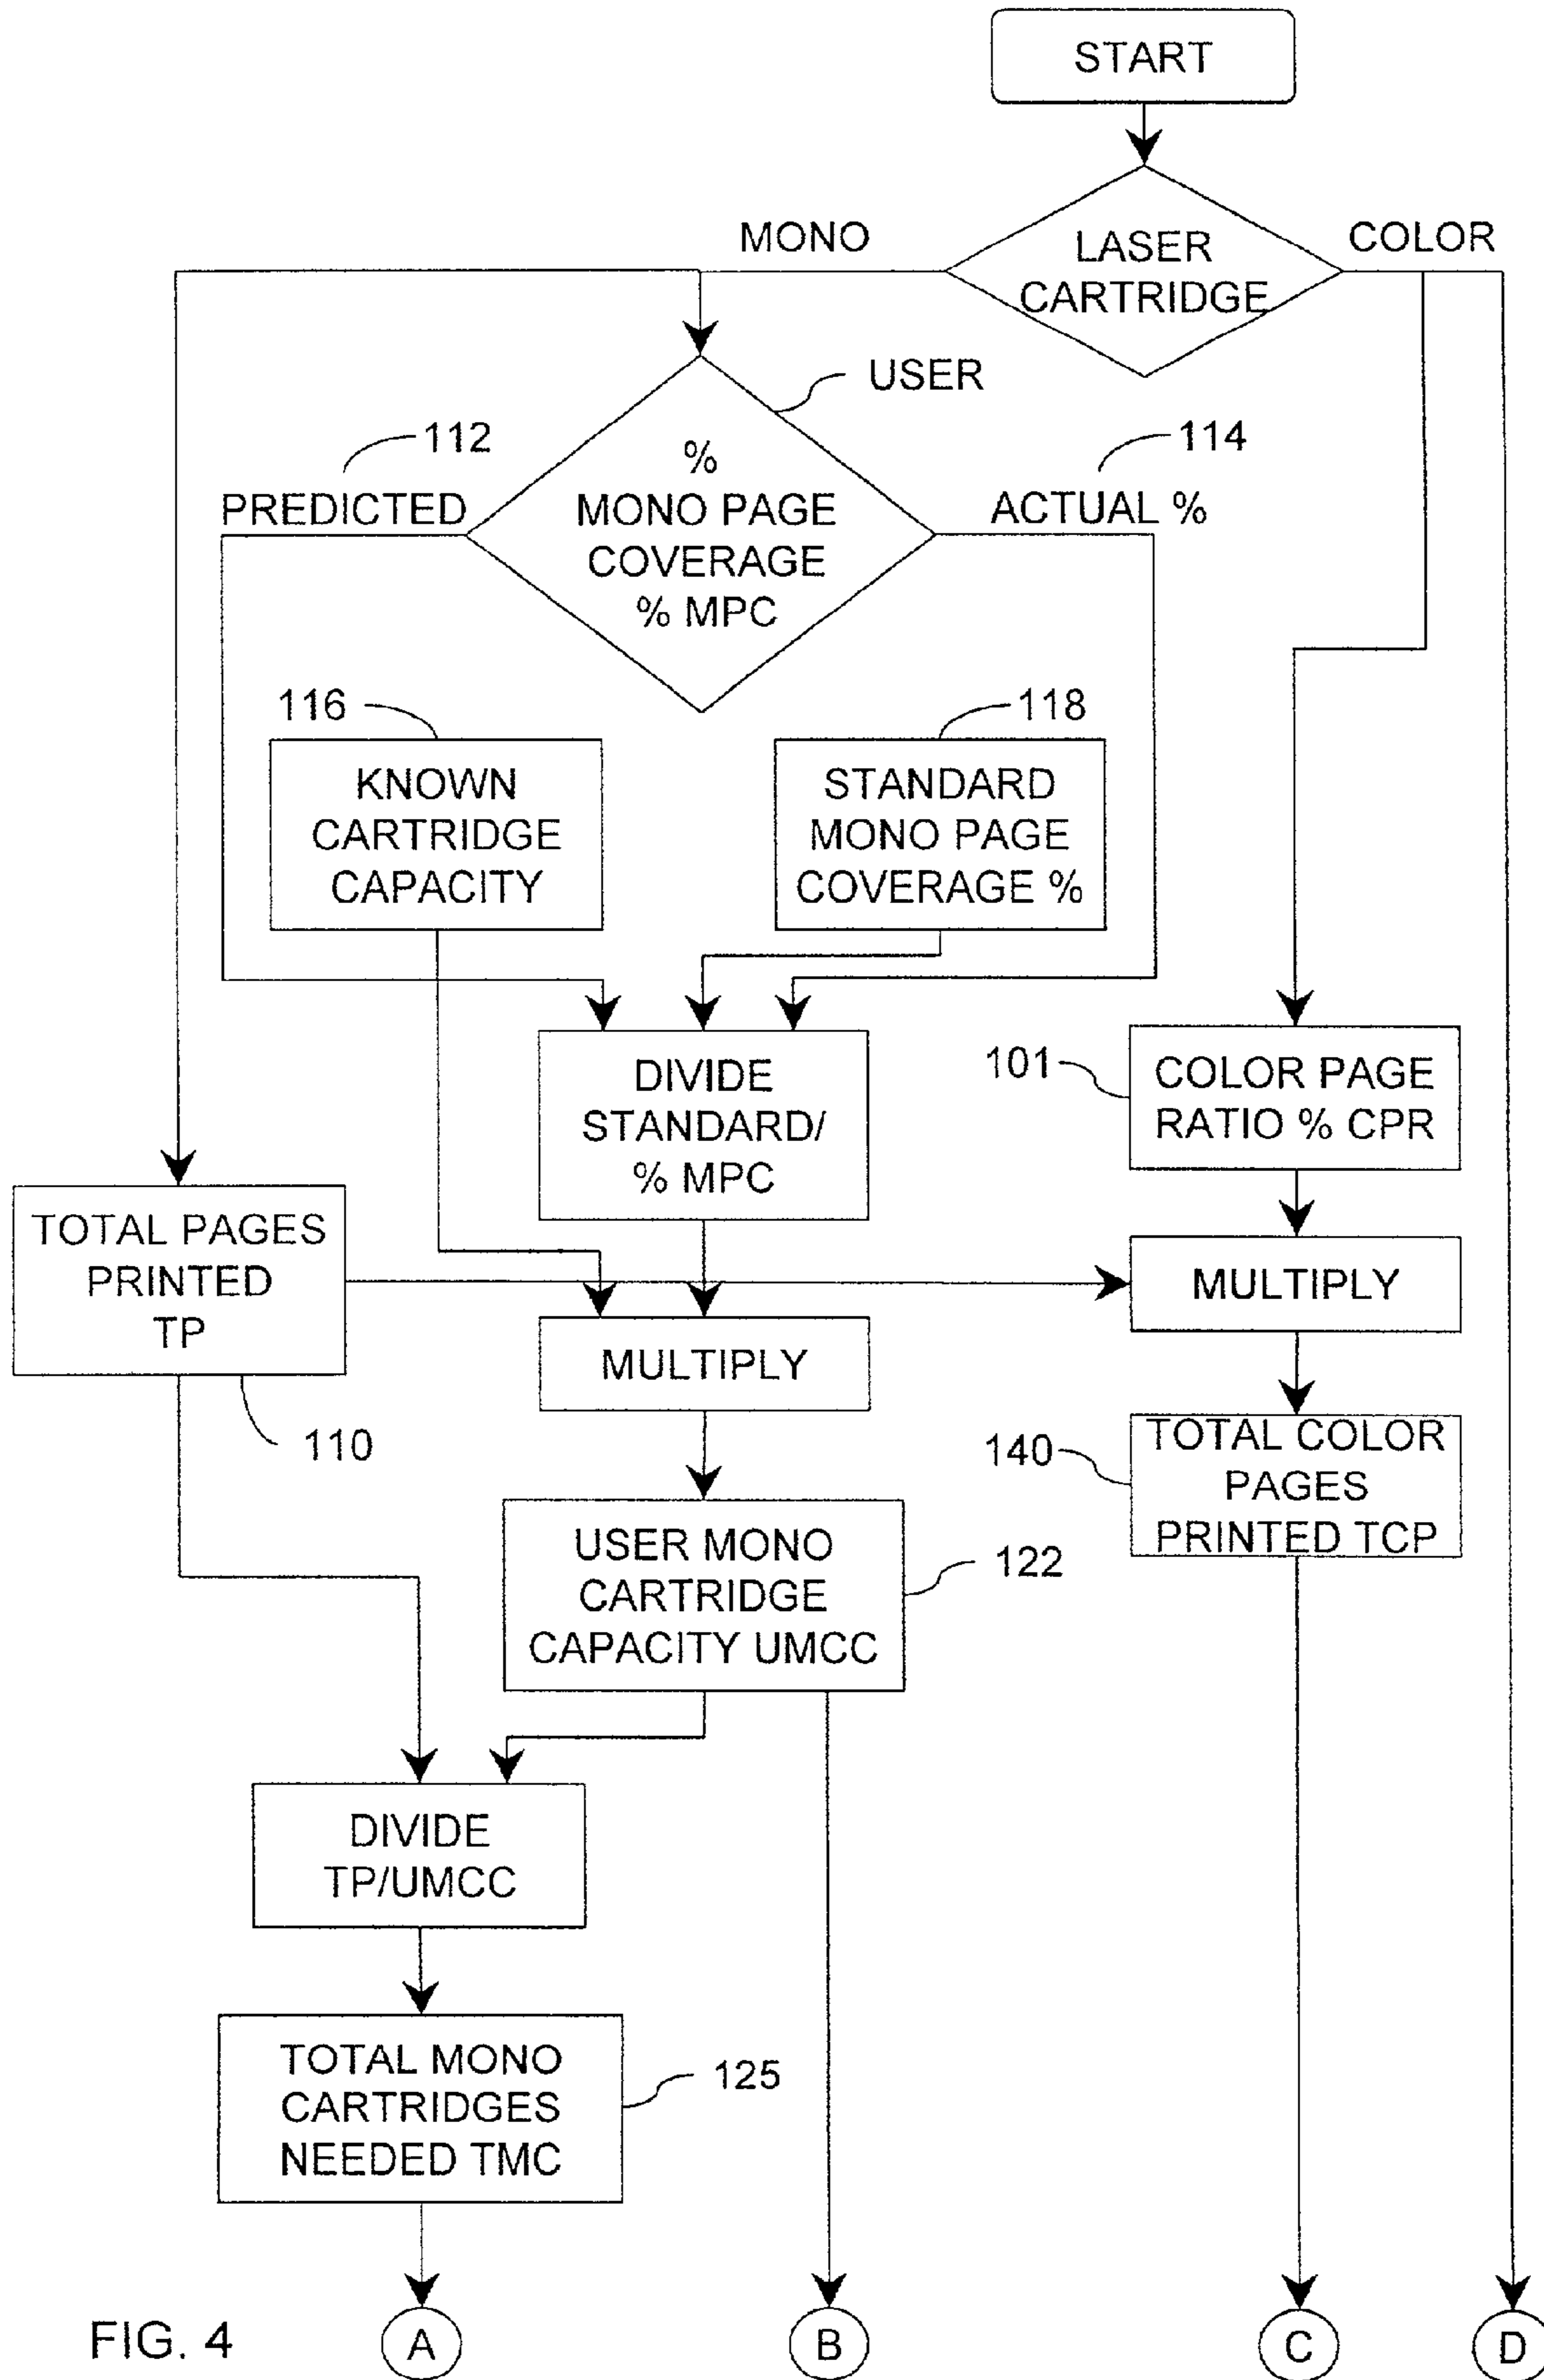 START
MONO
LASER
CARTRIDGE
COLOR
USER
112
PREDICTED
%
MONO PAGE
COVERAGE
% MPC
114
ACTUAL %
116
KNOWN
CARTRIDGE
CAPACITY
118
STANDARD
MONO PAGE
COVERAGE %
DIVIDE
STANDARD/
% MPC
101
COLOR PAGE
RATIO % CPR
TOTAL PAGES
PRINTED
TP
110
MULTIPLY
MULTIPLY
140
TOTAL COLOR
PAGES
PRINTED TCP
USER MONO
CARTRIDGE
CAPACITY UMCC
122
DIVIDE
TP/UMCC
TOTAL MONO
CARTRIDGES
NEEDED TMC
125
FIG. 4
A
B
C
D